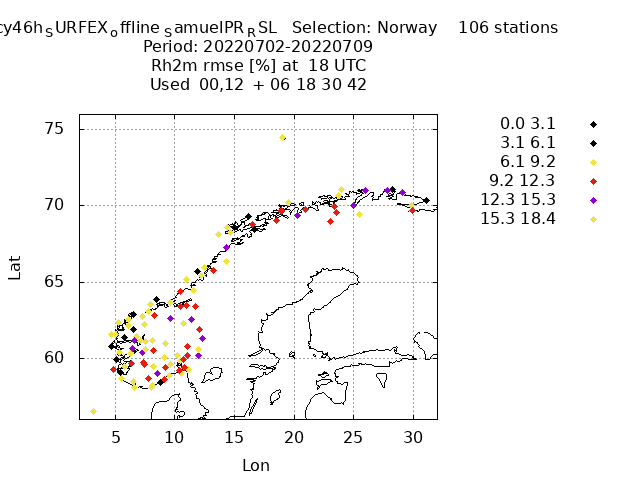 cy46h_SURFEX_offline_SamuelPR_RSL Selection: Norway 106 stations
Period: 20220702-20220709
Rh2m rmse [%] at 18 UTC
Used 00,12 + 06 18 30 42
0.0 3.1
3.1 6.1
6.1 9.2
9.2 12.3
12.3 15.3
15.3 18.4
75
70
65
60
Lat
5 10 15 20 25 30
Lon